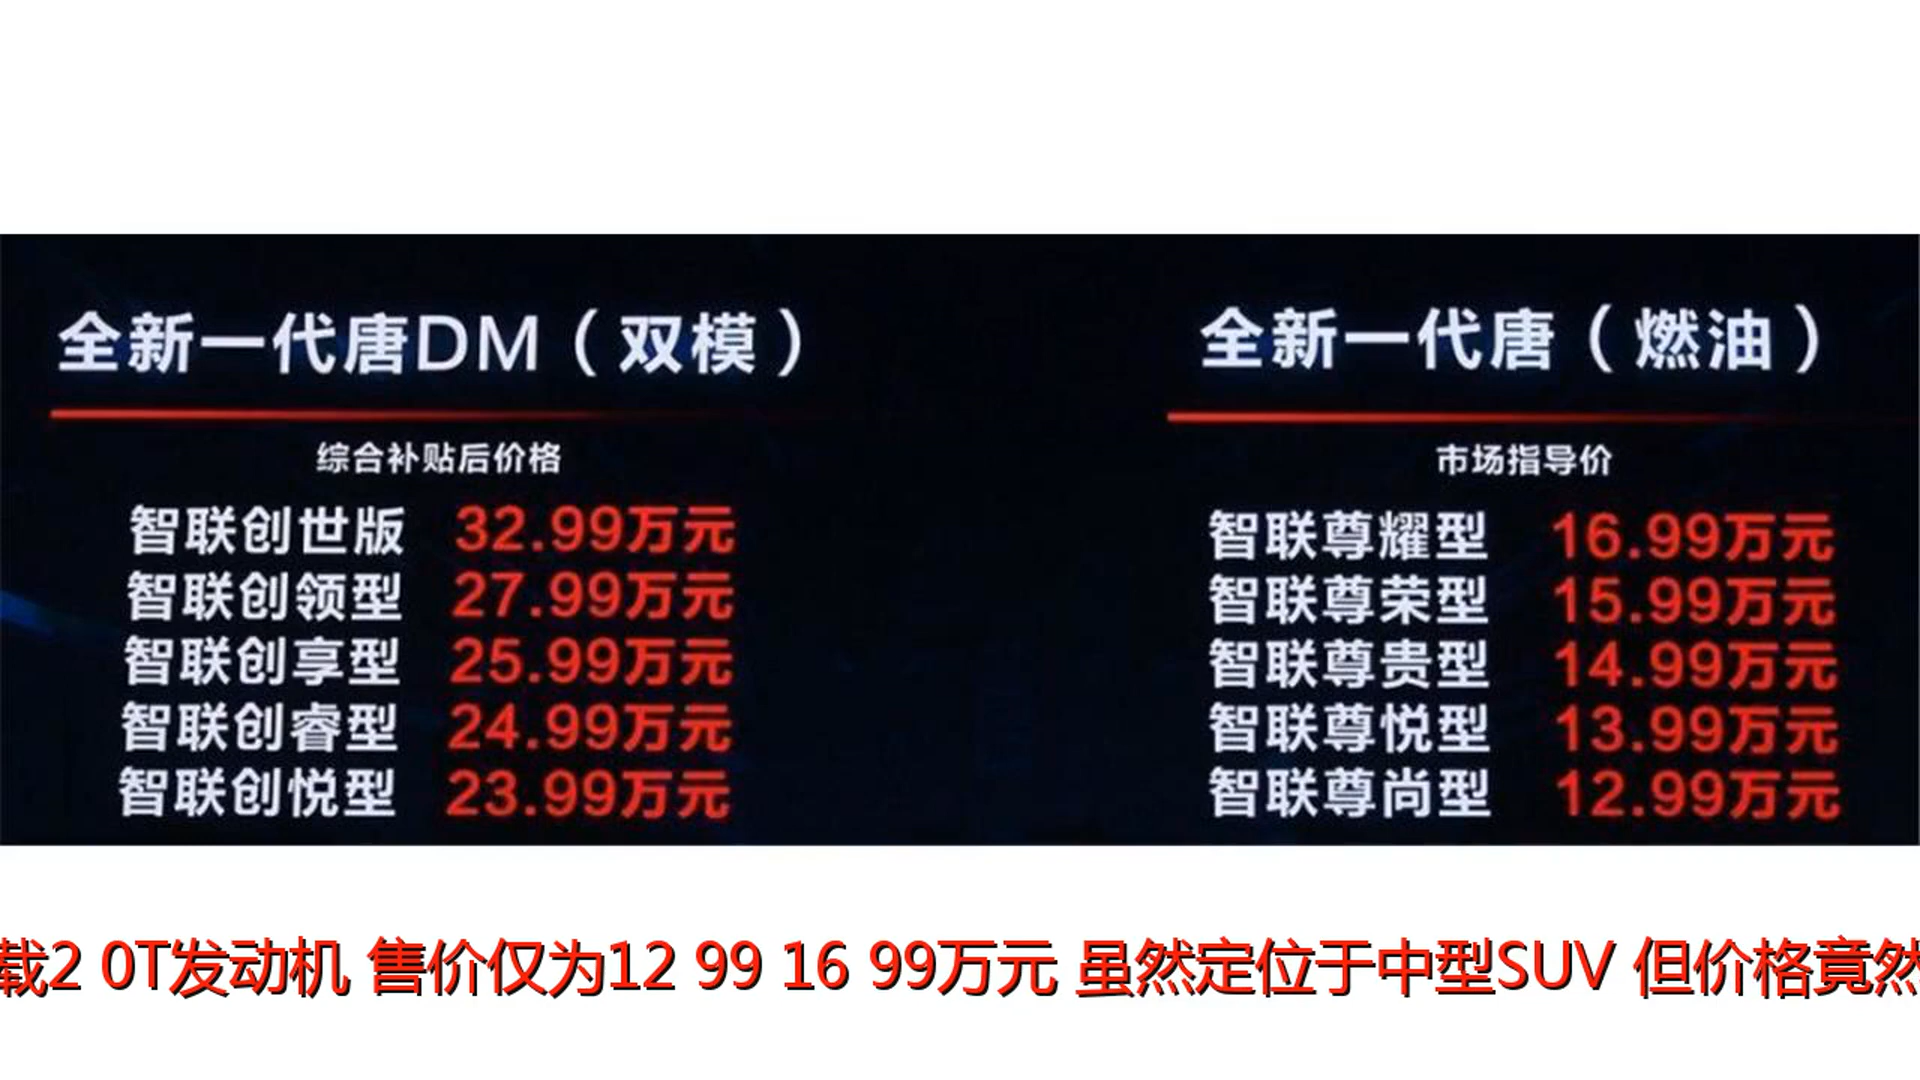 全新一代唐DM（双模）
综合补贴后价格
智联创世版 32.99万元
智联创领型 27.99万元
智联创享型 25.99万元
智联创睿型 24.99万元
智联创悦型 23.99万元
全新一代唐（燃油）
市场指导价
智联尊耀型 16.99万元
智联尊荣型 15.99万元
智联尊贵型 14.99万元
智联尊悦型 13.99万元
智联尊尚型 12.99万元
载2 0T发动机 售价仅为12 99 16 99万元 虽然定位于中型SUV 但价格竟然